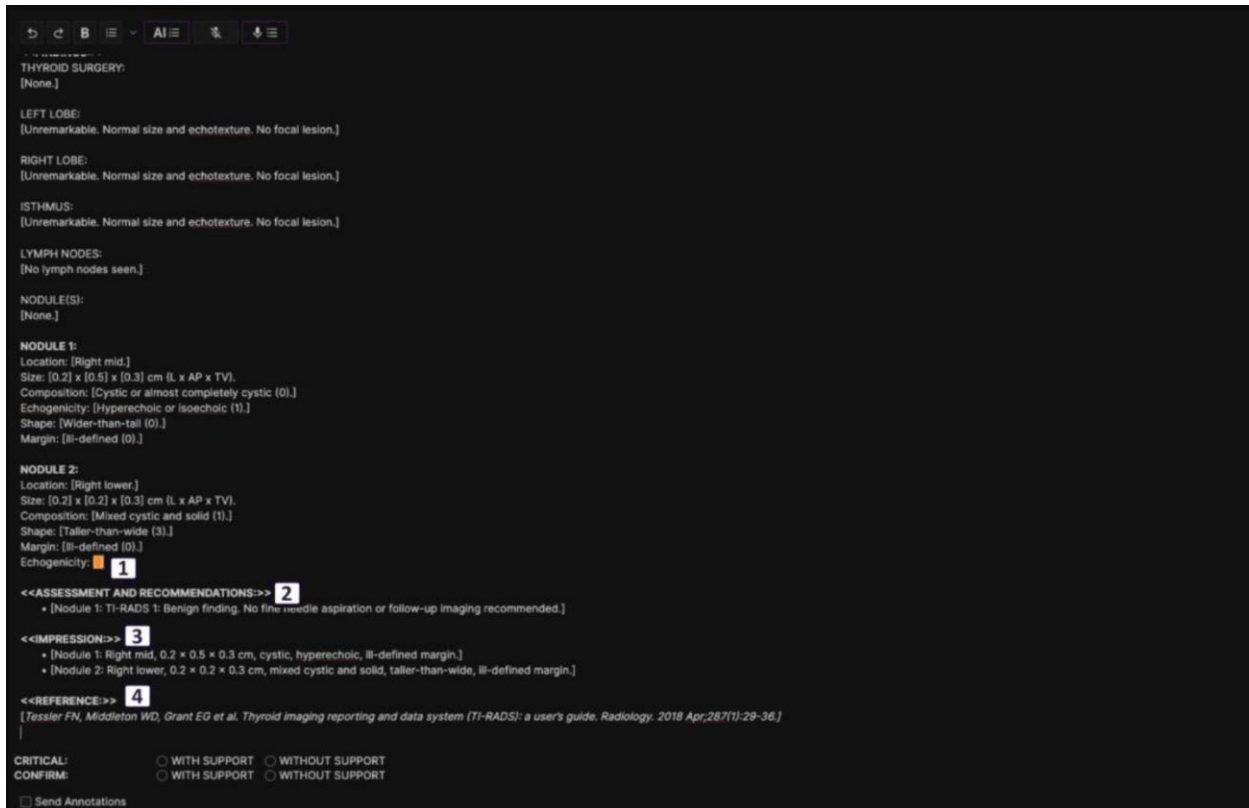 B AI
THYROID SURGERY:
[None.]
LEFT LOBE:
[Unremarkable. Normal size and echotexture. No focal lesion.]
RIGHT LOBE:
[Unremarkable. Normal size and echotexture. No focal lesion.]
ISTHMUS:
[Unremarkable. Normal size and echotexture. No focal lesion.]
LYMPH NODES:
[No lymph nodes seen.]
NODULE(S):
[None.]
NODULE 1:
Location: [Right mid.]
Size: [0.2] x [0.5] x [0.3] cm (L x AP x TV).
Composition: [Cystic or almost completely cystic (0).]
Echogenicity: [Hyperechoic or isoechoic (1).]
Shape: [Wider-than-tall (0).]
Margin: [Ill-defined (0).]
NODULE 2:
Location: [Right lower.]
Size: [0.2] x [0.2] x [0.3] cm (L x AP x TV).
Composition: [Mixed cystic and solid (1).]
Shape: [Taller-than-wide (3).]
Margin: [Ill-defined (0).]
Echogenicity: 1
<<ASSESSMENT AND RECOMMENDATIONS:>> 2
• [Nodule 1: TI-RADS 1: Benign finding. No fine needle aspiration or follow-up imaging recommended.]
<<IMPRESSION:>> 3
• [Nodule 1: Right mid, 0.2 × 0.5 × 0.3 cm, cystic, hyperechoic, ill-defined margin.]
• [Nodule 2: Right lower, 0.2 × 0.2 × 0.3 cm, mixed cystic and solid, taller-than-wide, ill-defined margin.]
<<REFERENCE:>> 4
[Tessler FN, Middleton WD, Grant EG et al. Thyroid imaging reporting and data system (TI-RADS): a user's guide. Radiology. 2018 Apr;287(1):29-36.]
CRITICAL: WITH SUPPORT WITHOUT SUPPORT
CONFIRM: WITH SUPPORT WITHOUT SUPPORT
Send Annotations